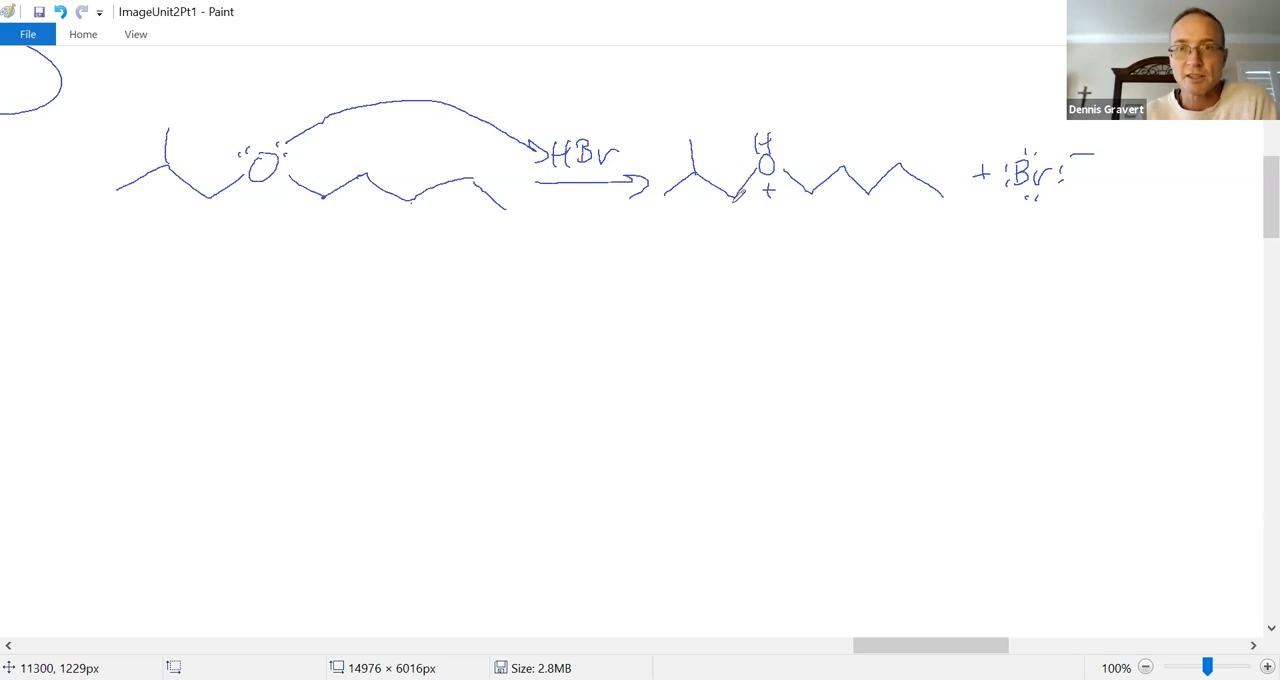 ImageUnit2Pt1 - Paint
File Home View
Dennis Gravert
O HBr
H
O
+
+ Br −
11300, 1229px
14976 × 6016px
Size: 2.8MB
100%